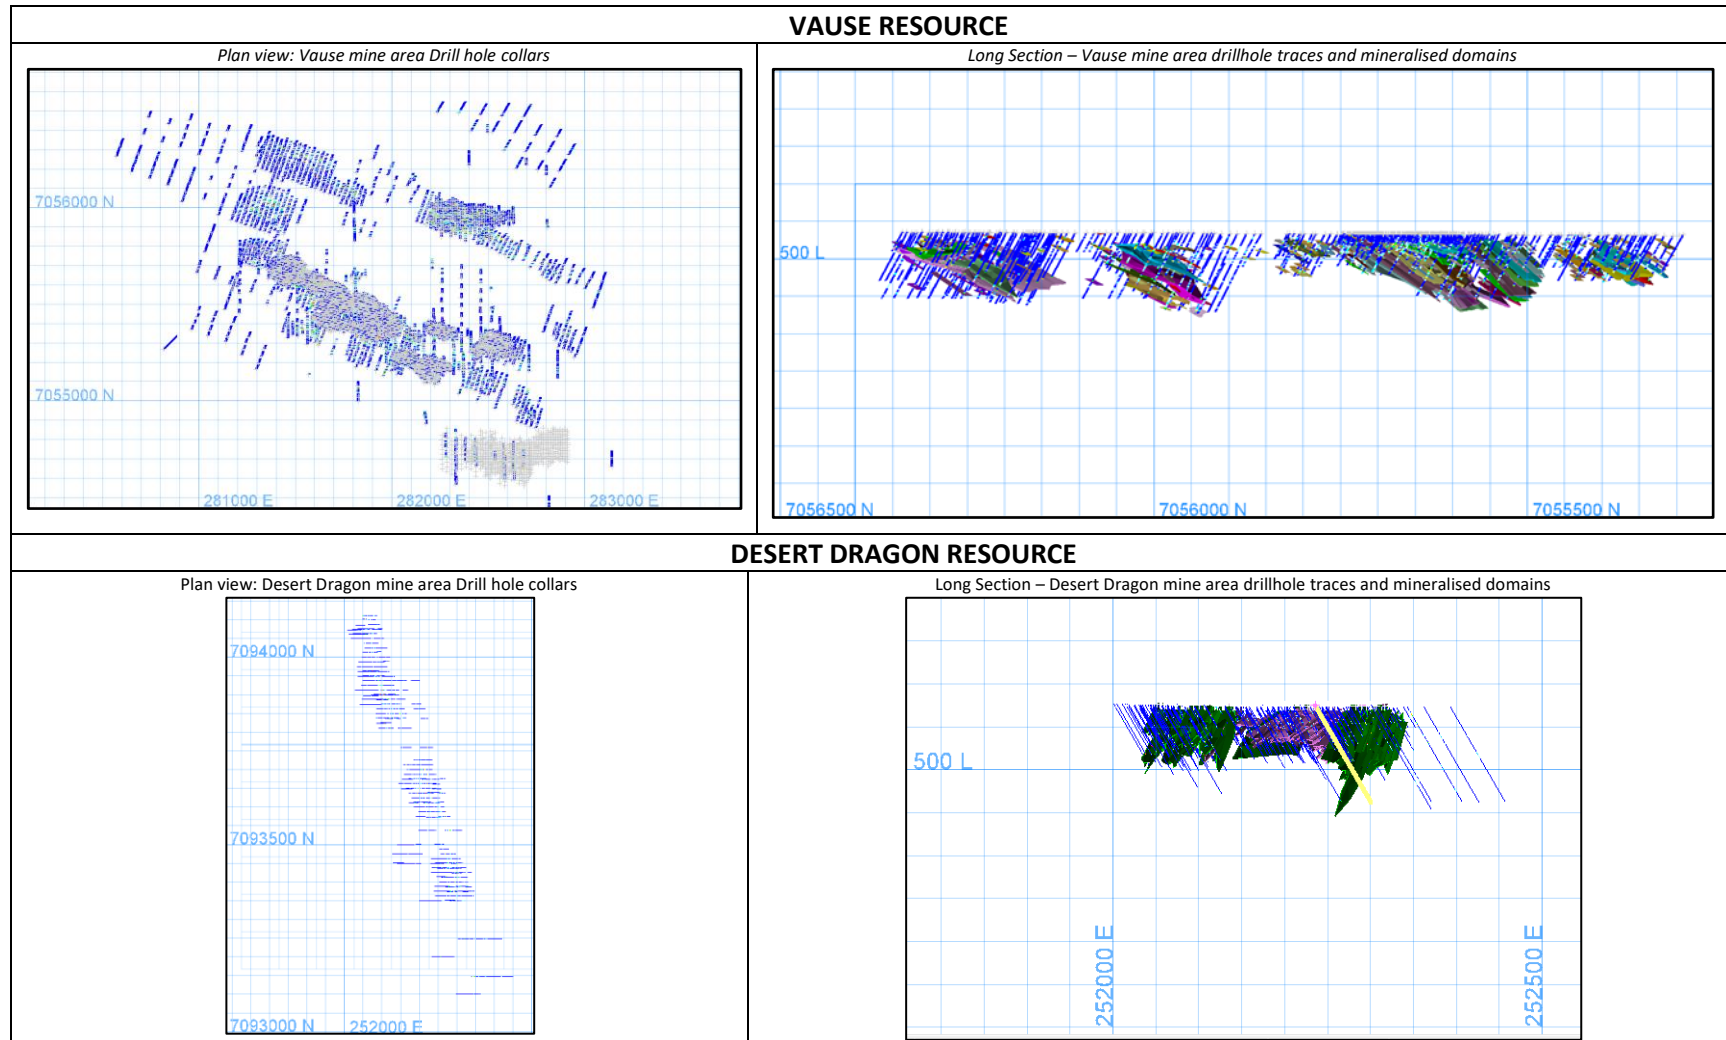 VAUSE RESOURCE
Plan view: Vause mine area Drill hole collars
Long Section – Vause mine area drillhole traces and mineralised domains
7056000 N
7055000 N
281000 E
282000 E
283000 E
500 L
7056500 N
7056000 N
7055500 N
DESERT DRAGON RESOURCE
Plan view: Desert Dragon mine area Drill hole collars
Long Section – Desert Dragon mine area drillhole traces and mineralised domains
7094000 N
7093500 N
7093000 N
252000 E
500 L
252000 E
252500 E